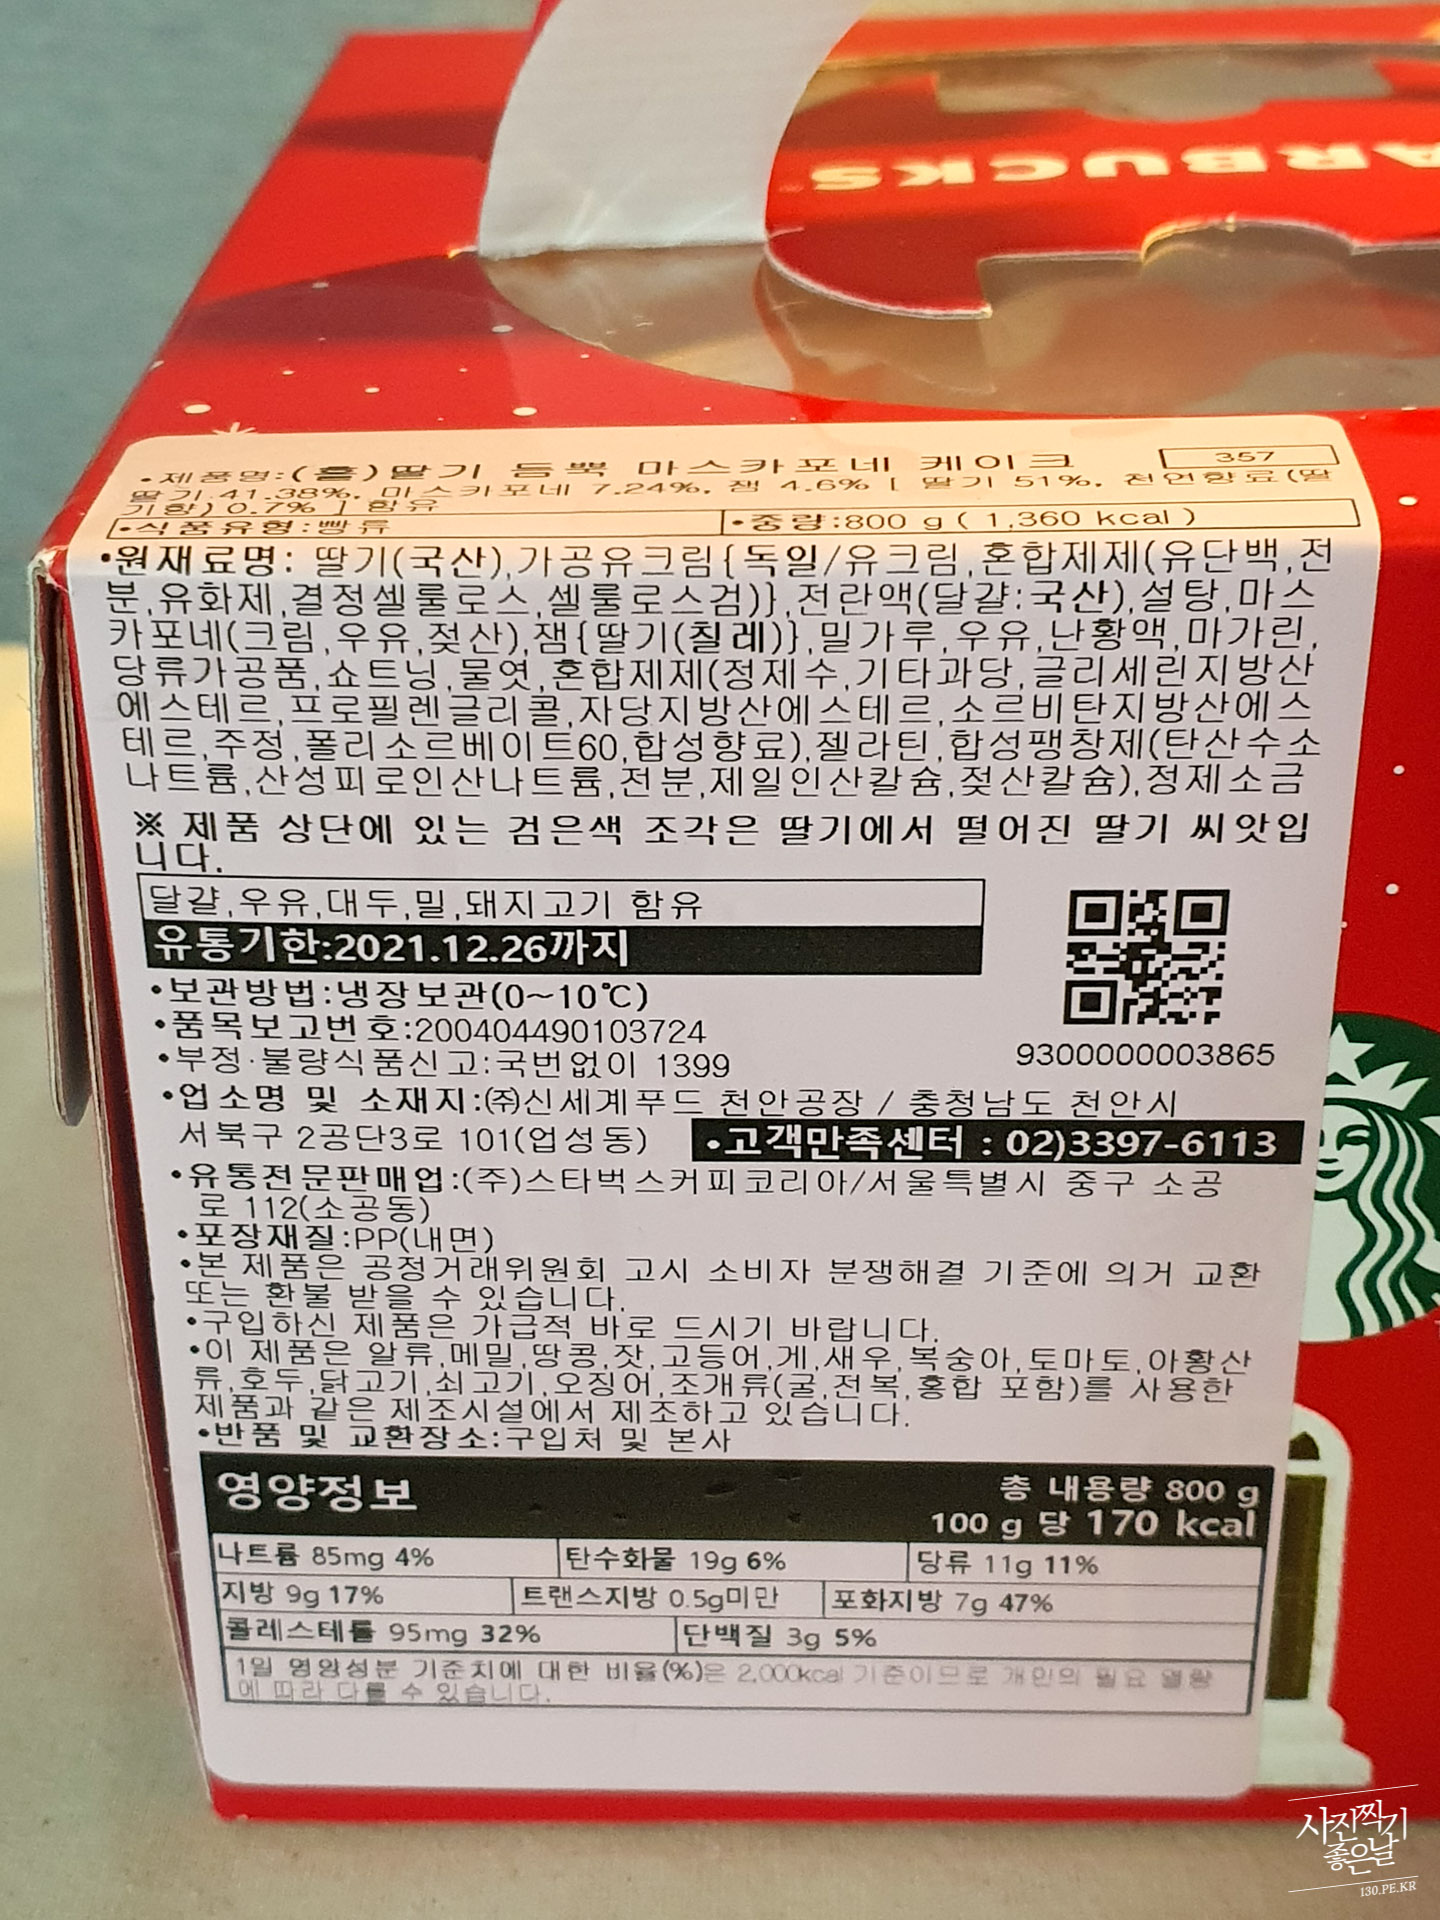 STARBUCKS
•제품명:(홀)딸기 듬뿍 마스카포네 케이크 357
딸기 41.38%, 마스카포네 7.24%, 잼 4.6% [ 딸기 51%, 천연향료(딸
기향) 0.7% ] 함유
•식품유형:빵류 •중량:800 g ( 1,360 kcal )
•원재료명: 딸기(국산),가공유크림{독일/유크림,혼합제제(유단백,전
분,유화제,결정셀룰로스,셀룰로스검)},전란액(달걀:국산),설탕,마스
카포네(크림,우유,젖산),잼{딸기(칠레)},밀가루,우유,난황액,마가린,
당류가공품,쇼트닝,물엿,혼합제제(정제수,기타과당,글리세린지방산
에스테르,프로필렌글리콜,자당지방산에스테르,소르비탄지방산에스
테르,주정,폴리소르베이트60,합성향료),젤라틴,합성팽창제(탄산수소
나트륨,산성피로인산나트륨,전분,제일인산칼슘,젖산칼슘),정제소금
※ 제품 상단에 있는 검은색 조각은 딸기에서 떨어진 딸기 씨앗입
니다.
달걀,우유,대두,밀,돼지고기 함유
유통기한:2021.12.26까지
•보관방법:냉장보관(0~10℃)
•품목보고번호:200404490103724
•부정·불량식품신고:국번없이 1399
9300000003865
•업소명 및 소재지:㈜신세계푸드 천안공장 / 충청남도 천안시
서북구 2공단3로 101(업성동) •고객만족센터 : 02)3397-6113
•유통전문판매업:(주)스타벅스커피코리아/서울특별시 중구 소공
로 112(소공동)
•포장재질:PP(내면)
•본 제품은 공정거래위원회 고시 소비자 분쟁해결 기준에 의거 교환
또는 환불 받을 수 있습니다.
•구입하신 제품은 가급적 바로 드시기 바랍니다.
•이 제품은 알류,메밀,땅콩,잣,고등어,게,새우,복숭아,토마토,아황산
류,호두,닭고기,쇠고기,오징어,조개류(굴,전복,홍합 포함)를 사용한
제품과 같은 제조시설에서 제조하고 있습니다.
•반품 및 교환장소:구입처 및 본사
영양정보 총 내용량 800 g
100 g 당 170 kcal
나트륨 85mg 4% 탄수화물 19g 6% 당류 11g 11%
지방 9g 17% 트랜스지방 0.5g미만 포화지방 7g 47%
콜레스테롤 95mg 32% 단백질 3g 5%
1일 영양성분 기준치에 대한 비율(%)은 2,000kcal 기준이므로 개인의 필요 열량
에 따라 다를 수 있습니다.
사진찍기
좋은날
130.PE.KR